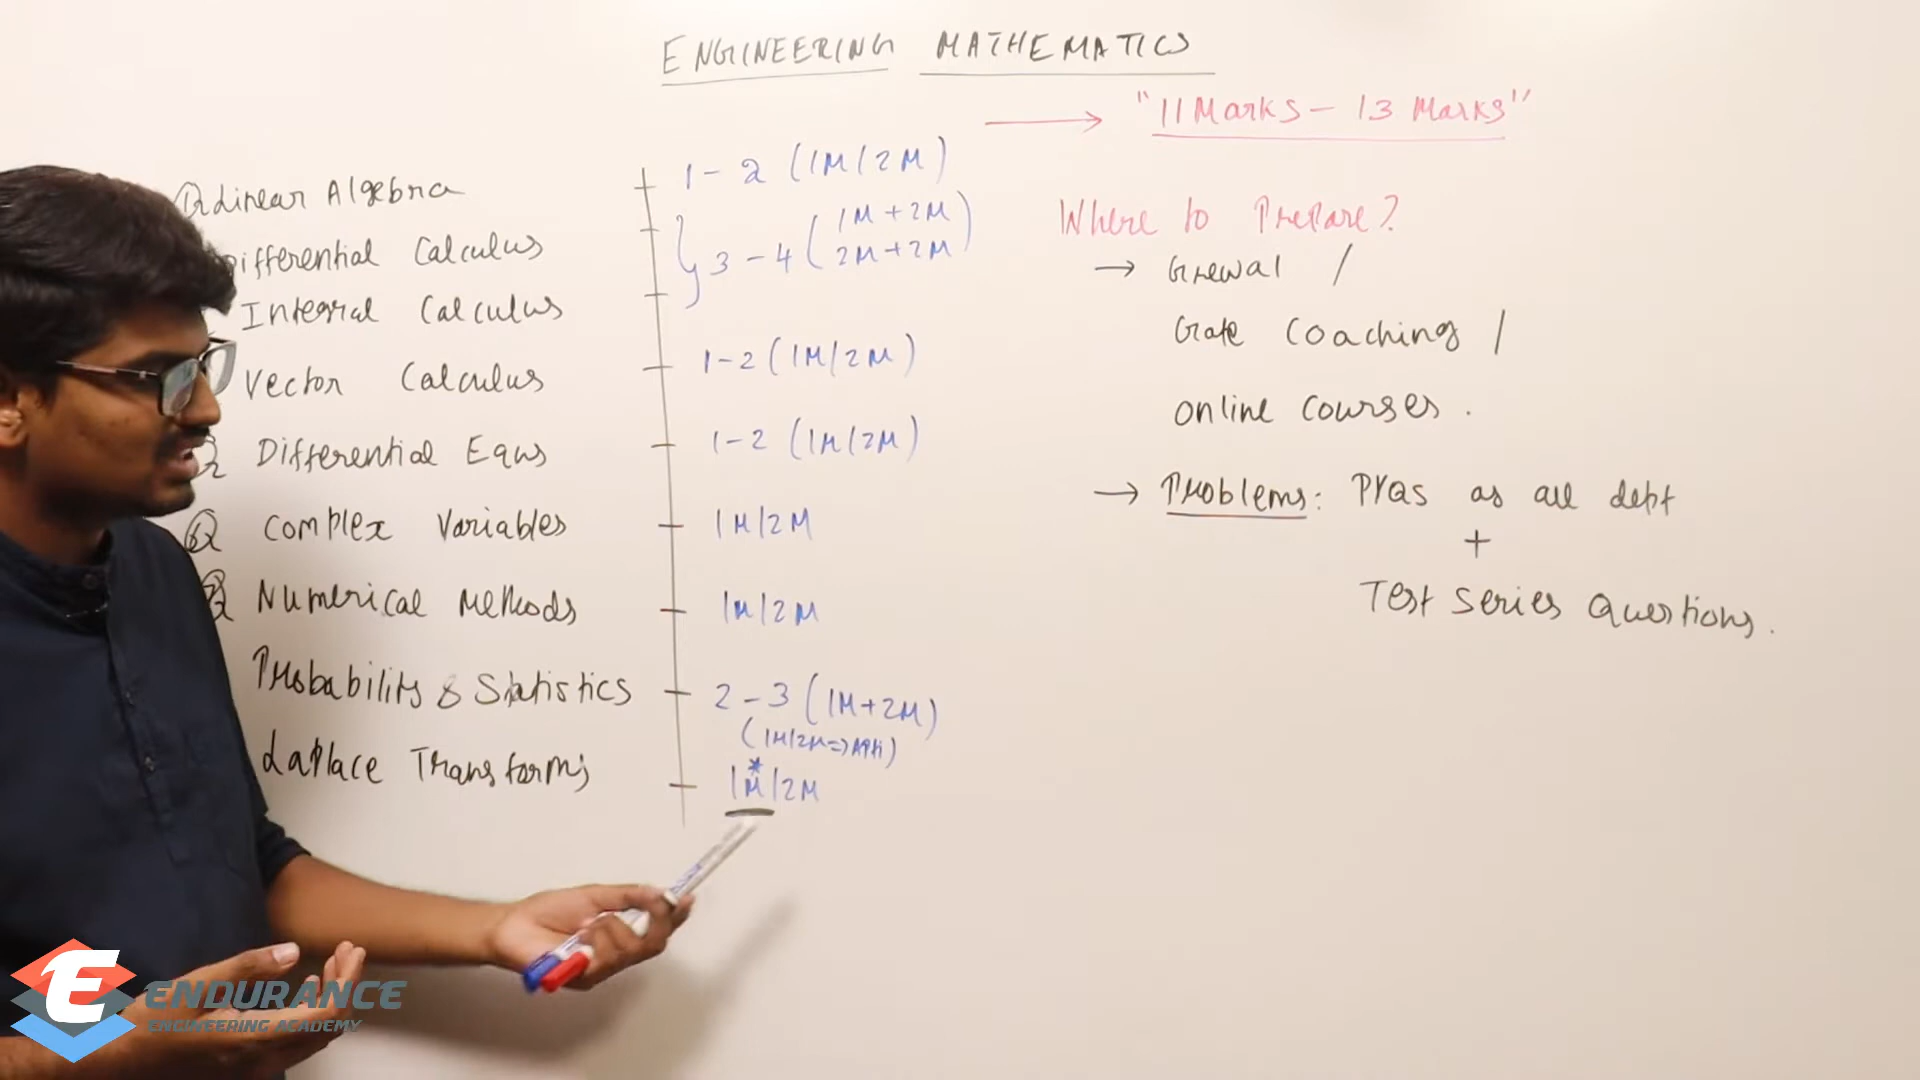 ENGINEERING MATHEMATICS
"11 Marks - 13 Marks"
Linear Algebra 1-2 (1M/2M)
Differential Calculus
Integral Calculus
3-4 (1M+2M
2M+2M)
Vector Calculus 1-2 (1M/2M)
Differential Eqns 1-2 (1M/2M)
Complex Variables 1M/2M
Numerical Methods 1M/2M
Probability & Statistics 2-3 (1M+2M)
(1M/2M => Apti)
Laplace Transforms 1M*/2M
Where to Prepare?
→ Grewal /
Gate Coaching /
online courses .
→ Problems: PYQs as all dept
+
Test Series Questions.
E
ENDURANCE
ENGINEERING ACADEMY